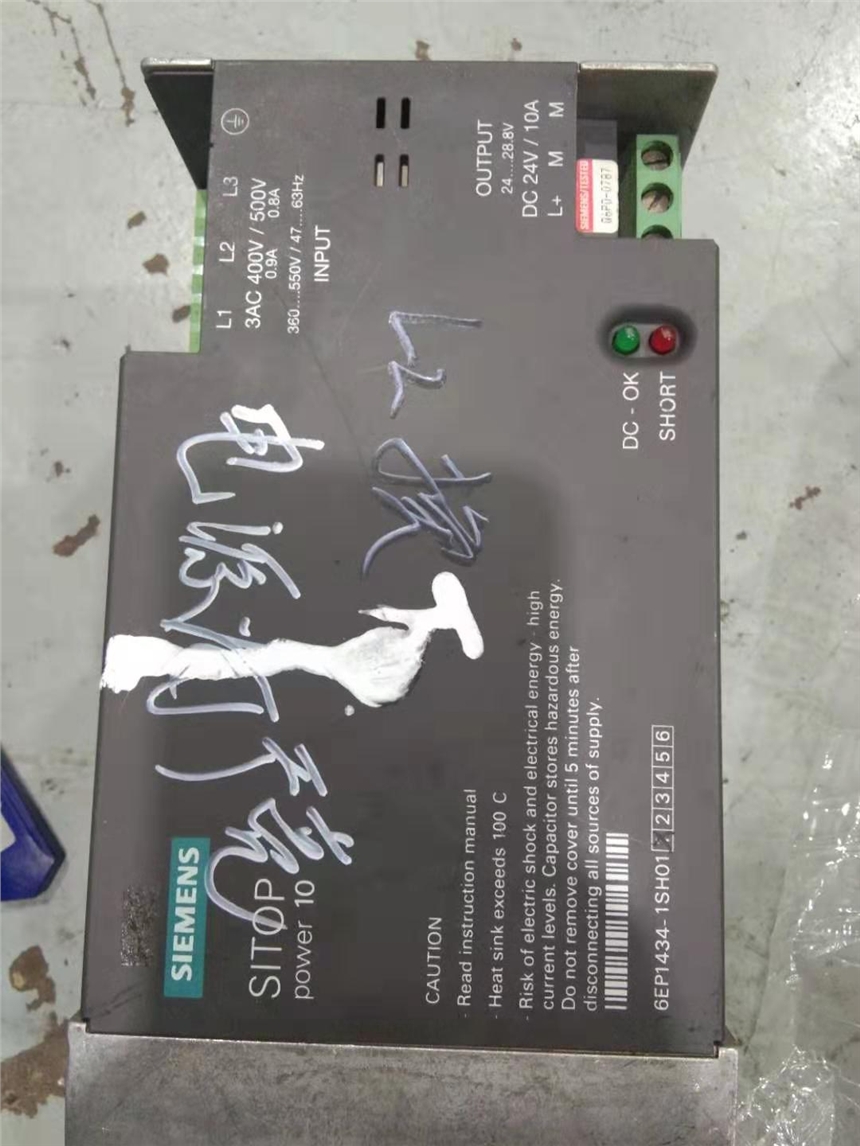 L1 L2 L3
3AC 400V / 500V
0.9A 0.8A
360....550V / 47....63Hz
INPUT
OUTPUT
24....28.8V
DC 24V / 10A
L+ M M
SIEMENS/TESTED
Q6PO-0787
DC - OK
SHORT
电源灯不亮
SIEMENS
SITOP
power 10
CAUTION
- Read instruction manual
- Heat sink exceeds 100 C
- Risk of electric shock and electrical energy - high
current levels. Capacitor stores hazardous energy.
Do not remove cover until 5 minutes after
disconnecting all sources of supply.
6EP1434-1SH01 2 3 4 5 6